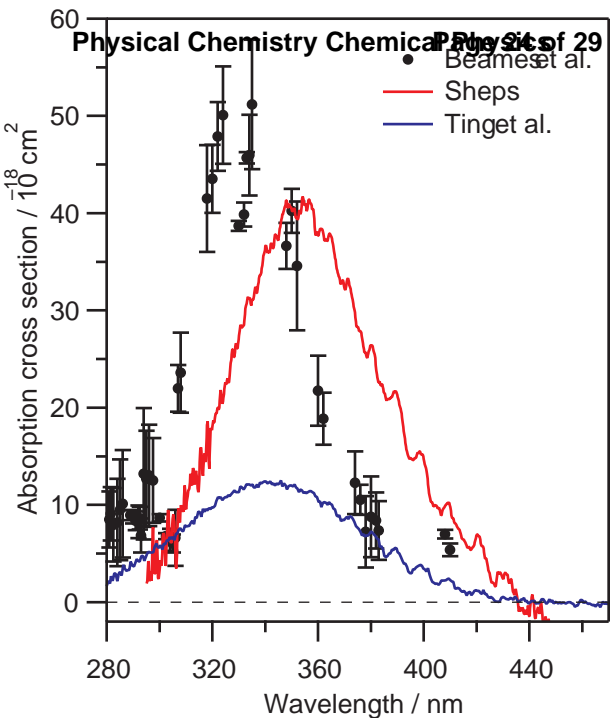 60
Physical Chemistry Chemical Physics
Page 24 of 29
Beames et al.
50
Sheps
Ting et al.
40
30
20
10
0
Absorption cross section / 10⁻¹⁸ cm²
280 320 360 400 440
Wavelength / nm